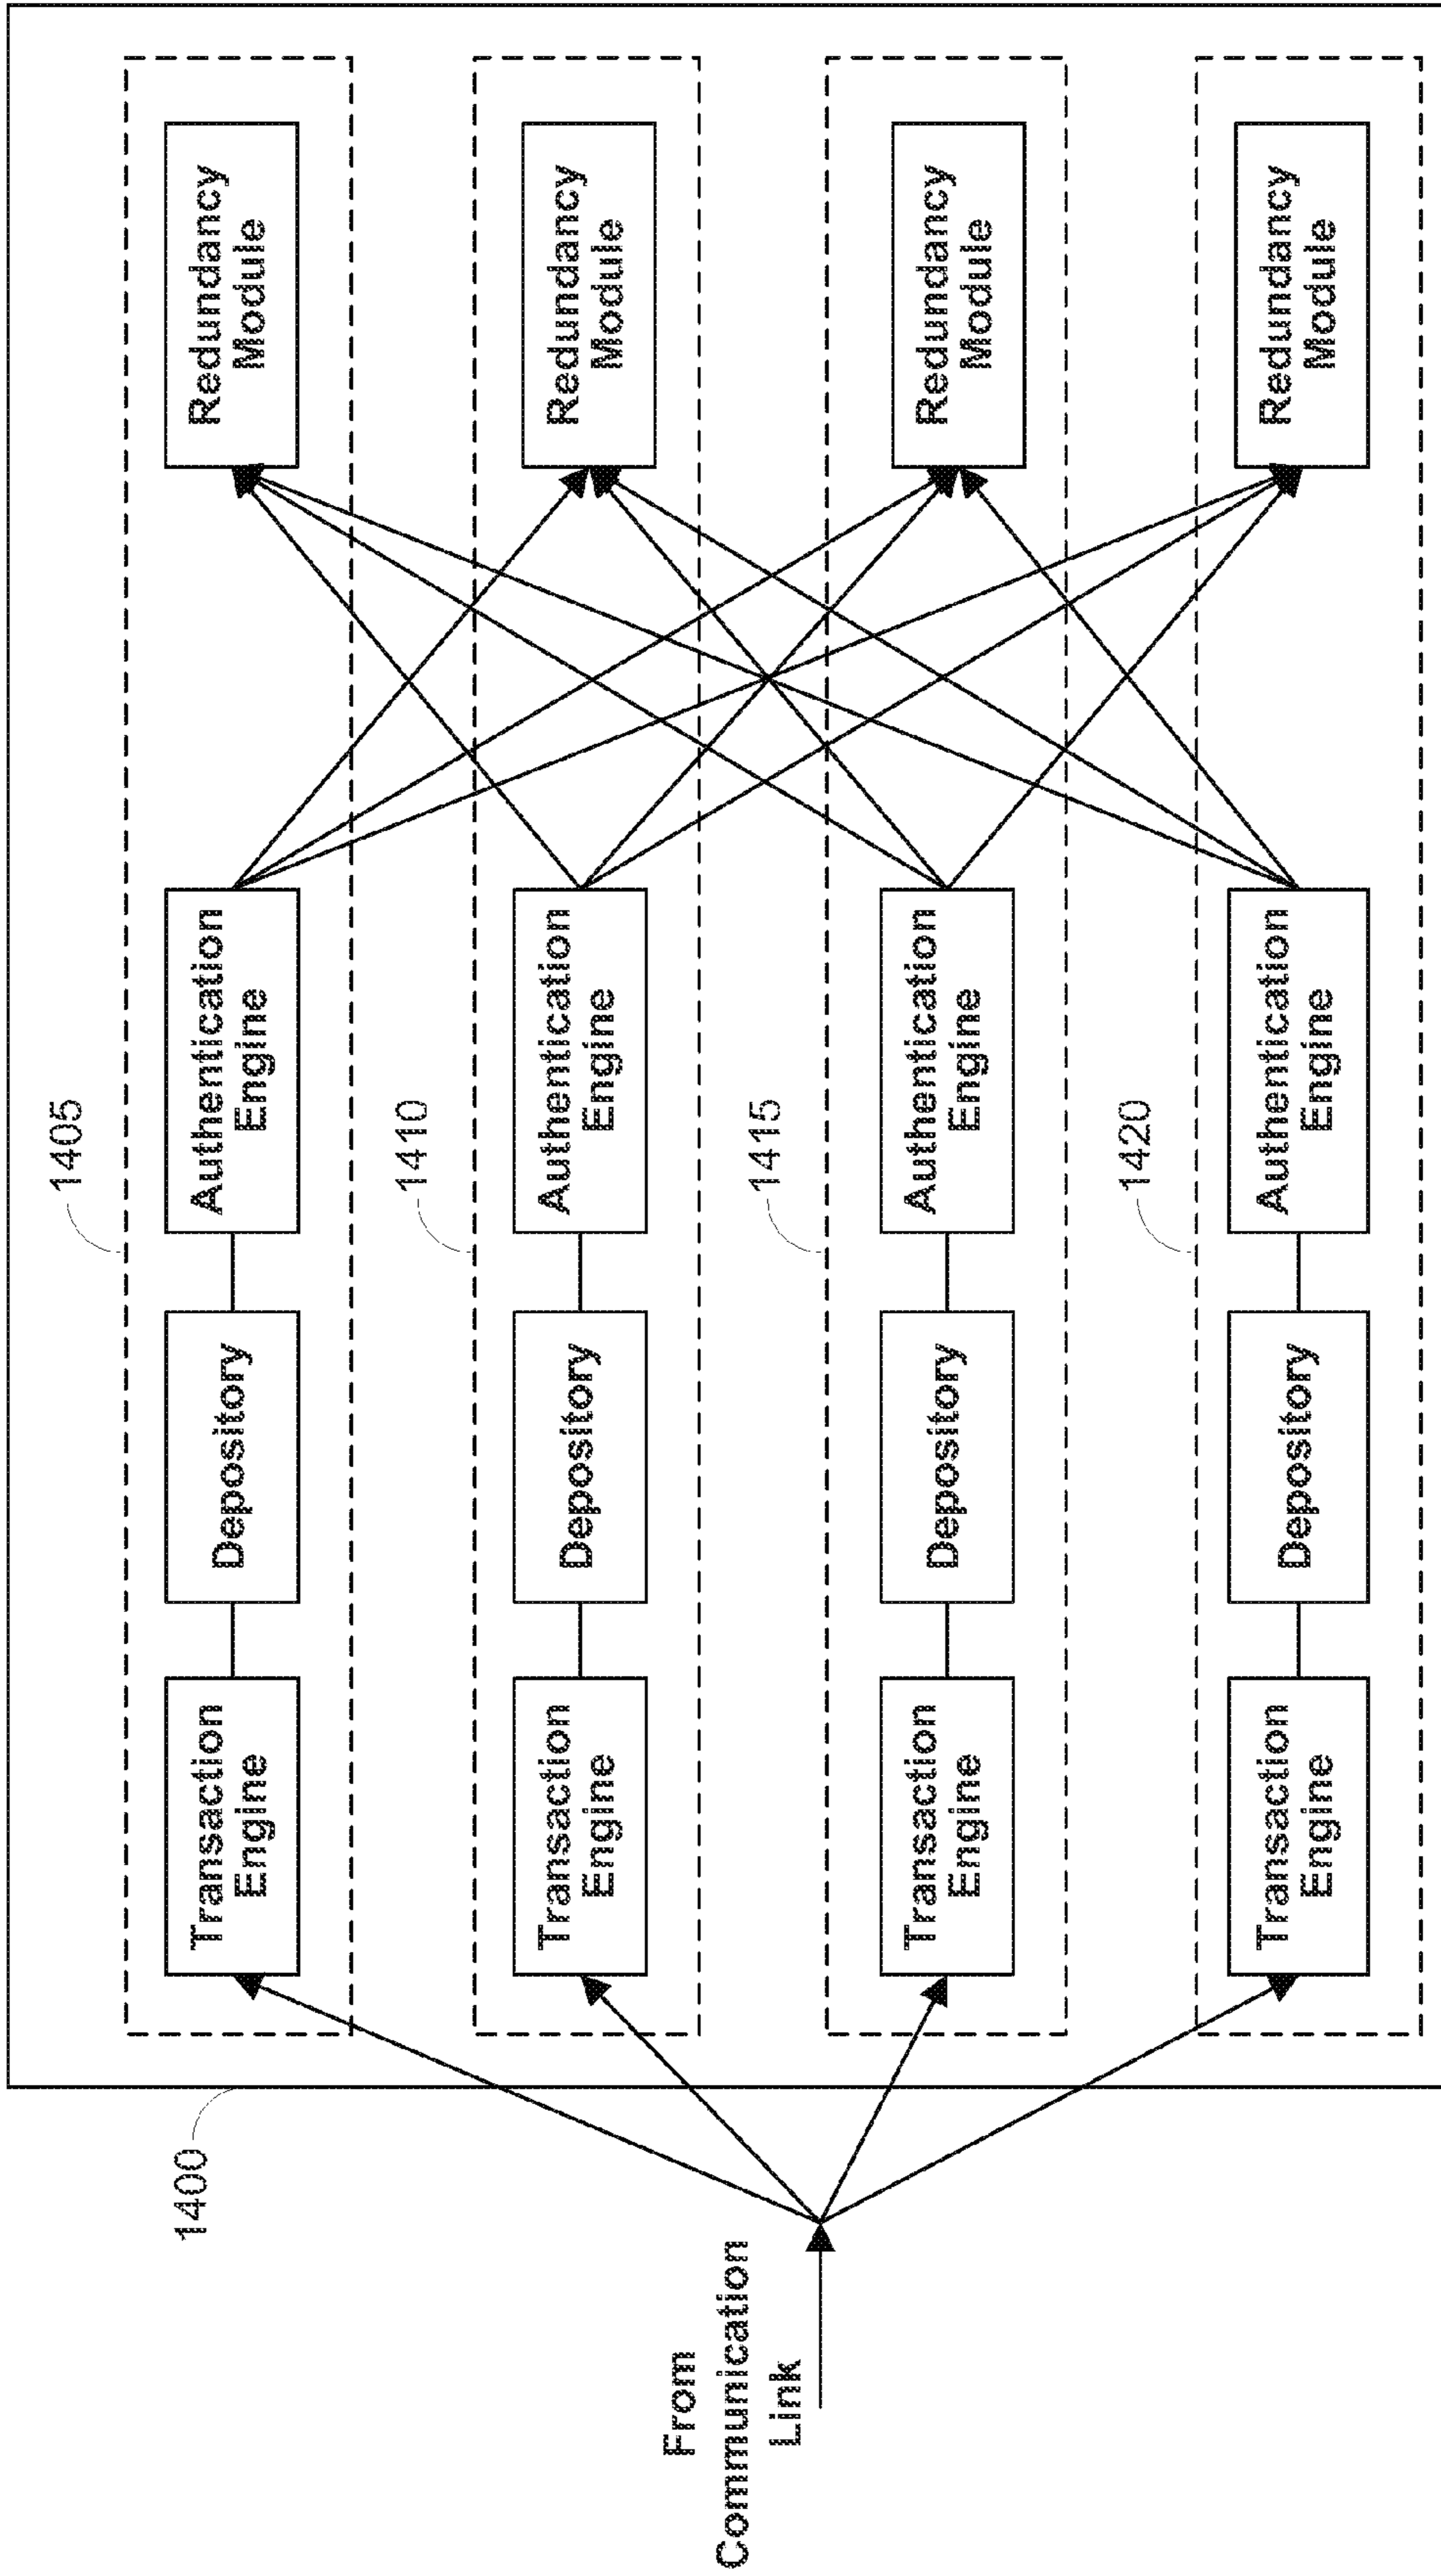 1400
From
Communication
Link
1405
Transaction
Engine
Depository
Authentication
Engine
Redundancy
Module
1410
Transaction
Engine
Depository
Authentication
Engine
Redundancy
Module
1415
Transaction
Engine
Depository
Authentication
Engine
Redundancy
Module
1420
Transaction
Engine
Depository
Authentication
Engine
Redundancy
Module